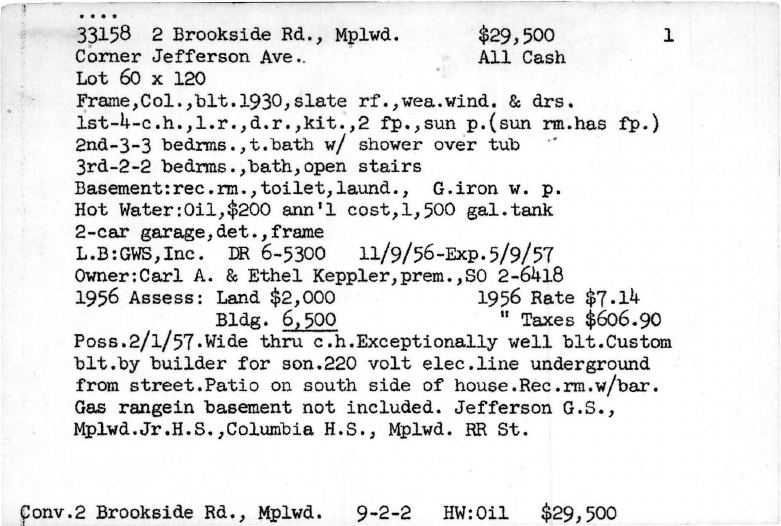 33158 2 Brookside Rd., Mplwd. $29,500 1
Corner Jefferson Ave.. All Cash
Lot 60 x 120
Frame,Col.,blt.1930,slate rf.,wea.wind. & drs.
1st-4-c.h.,l.r.,d.r.,kit.,2 fp.,sun p.(sun rm.has fp.)
2nd-3-3 bedrms.,t.bath w/ shower over tub
3rd-2-2 bedrms.,bath,open stairs
Basement:rec.rm.,toilet,laund., G.iron w. p.
Hot Water:Oil,$200 ann'l cost,1,500 gal.tank
2-car garage,det.,frame
L.B:GWS,Inc. DR 6-5300 11/9/56-Exp.5/9/57
Owner:Carl A. & Ethel Keppler,prem.,SO 2-6418
1956 Assess: Land $2,000 1956 Rate $7.14
Bldg. 6,500 " Taxes $606.90
Poss.2/1/57.Wide thru c.h.Exceptionally well blt.Custom
blt.by builder for son.220 volt elec.line underground
from street.Patio on south side of house.Rec.rm.w/bar.
Gas rangein basement not included. Jefferson G.S.,
Mplwd.Jr.H.S.,Columbia H.S., Mplwd. RR St.
Conv.2 Brookside Rd., Mplwd. 9-2-2 HW:Oil $29,500